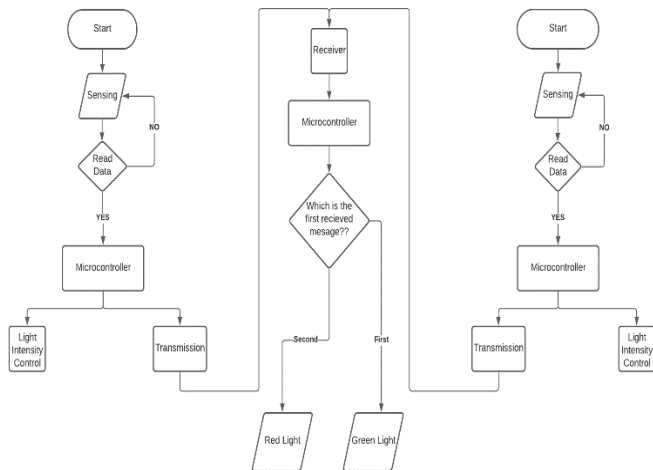 Start
Sensing
NO
Read
Data
YES
Microcontroller
Light
Intensity
Control
Transmission
Receiver
Microcontroller
Which is the
first recieved
mesage??
Second
First
Red Light
Green Light
Start
Sensing
NO
Read
Data
YES
Microcontroller
Transmission
Light
Intensity
Control